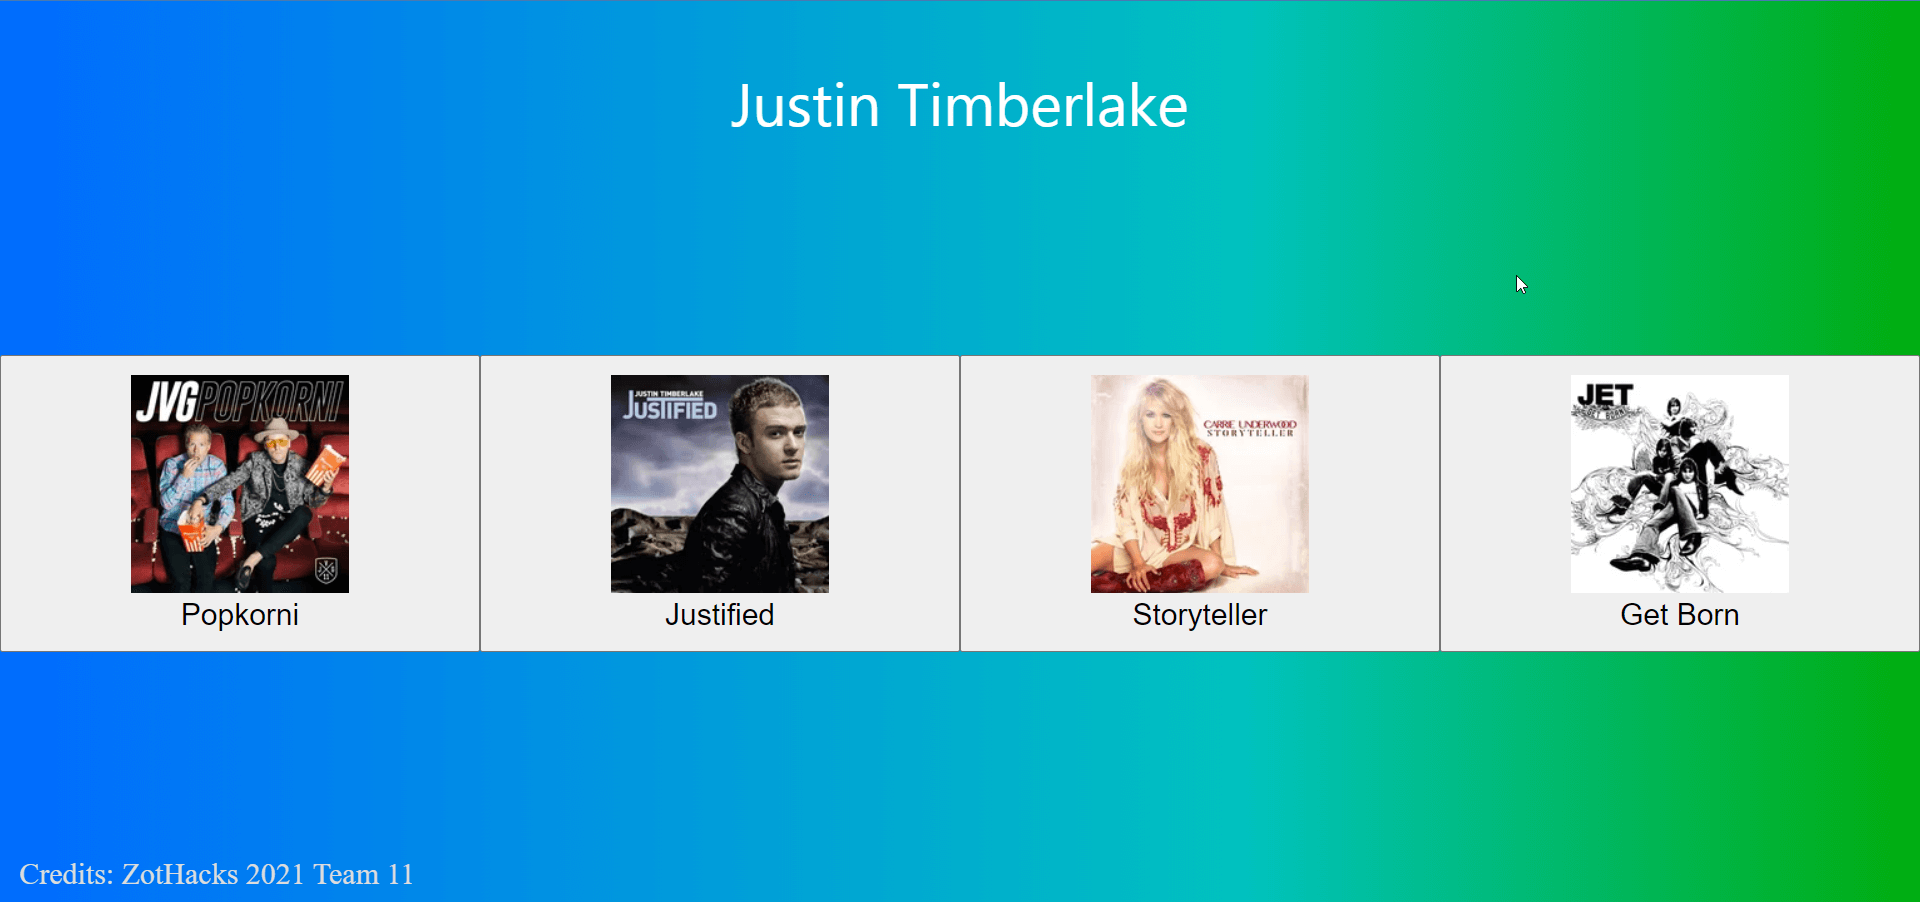 Justin Timberlake
JVG POPKORNI
JUSTIN TIMBERLAKE
JUSTIFIED
CARRIE UNDERWOOD
STORYTELLER
JET
GET BORN
Popkorni
Justified
Storyteller
Get Born
Credits: ZotHacks 2021 Team 11